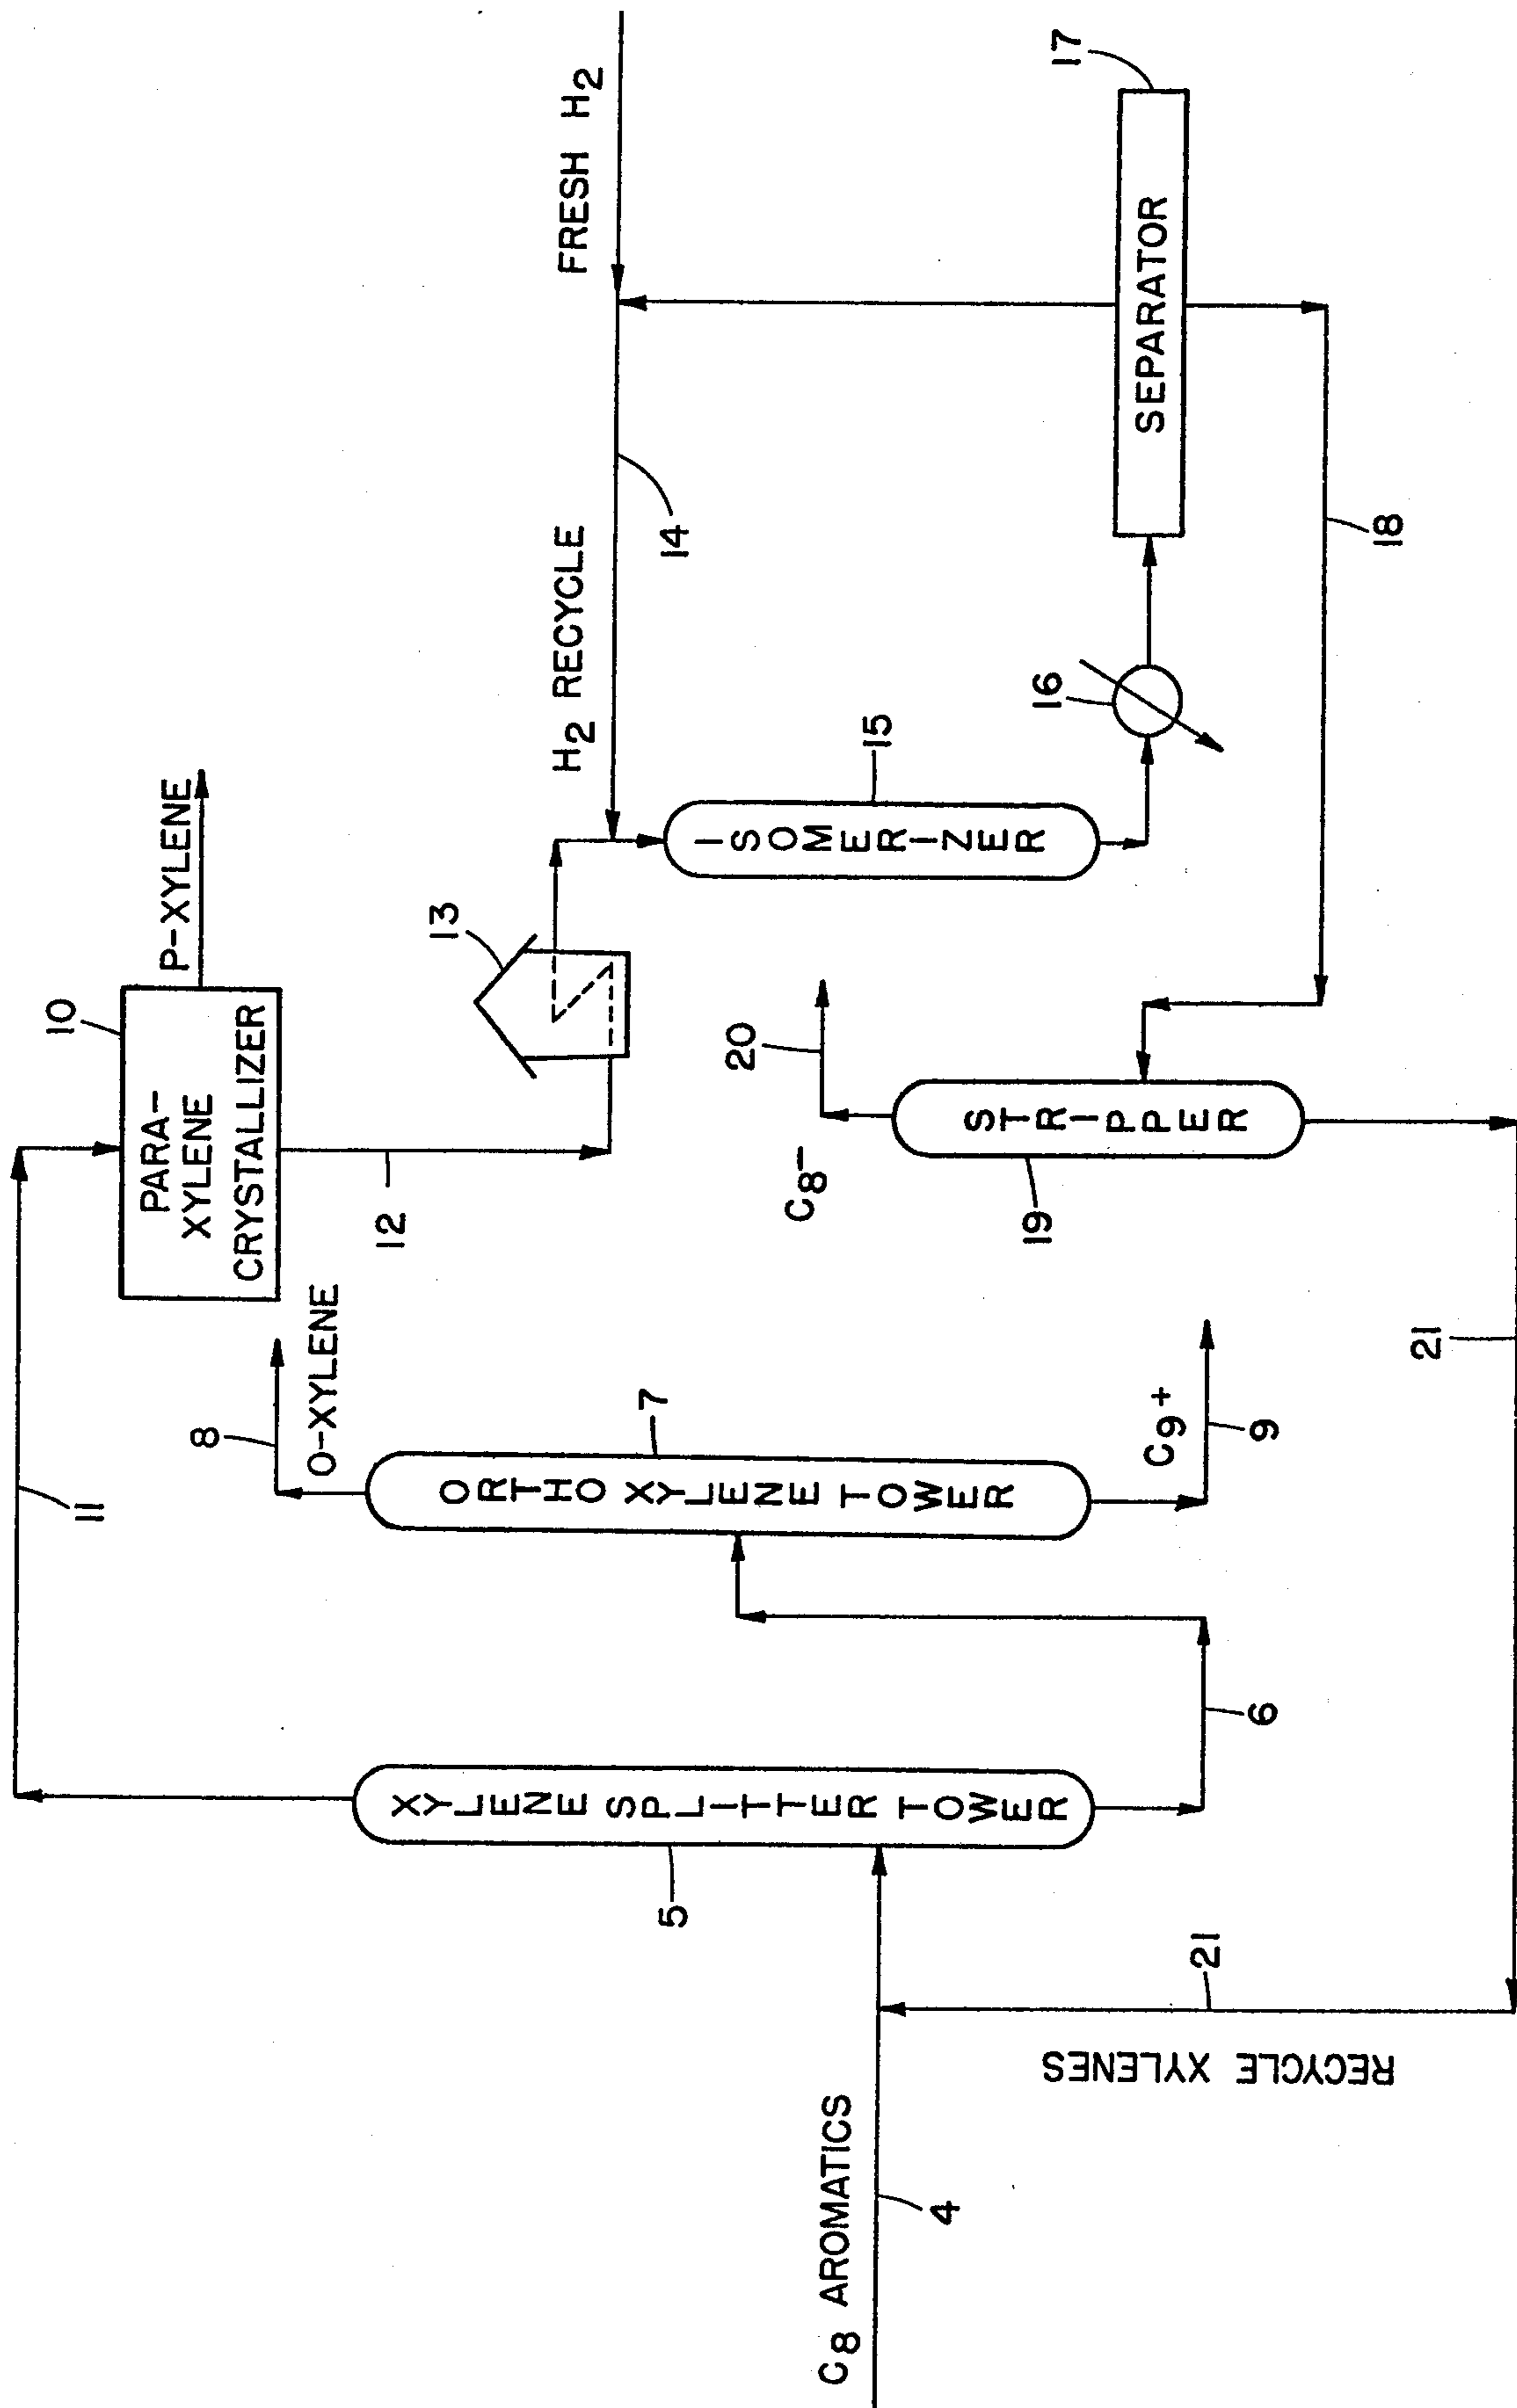 11
10
PARA-
XYLENE
CRYSTALLIZER
P-XYLENE
12
8
O-XYLENE
13
H2 RECYCLE
14
FRESH H2
XYLENE SPLITTER TOWER
5
6
ORTHO XYLENE TOWER
7
C9+
9
C8-
20
STRIPPER
19
ISOMERIZER
15
16
SEPARATOR
17
18
C8 AROMATICS
4
RECYCLE XYLENES
21
21